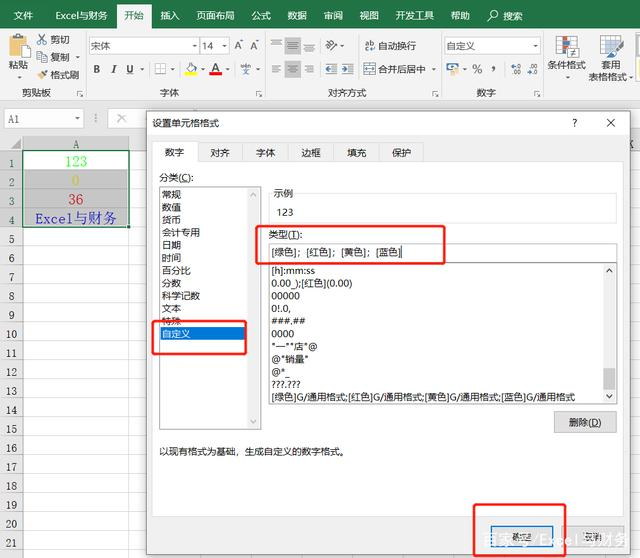 文件 Excel与财务 开始 插入 页面布局 公式 数据 审阅 视图 开发工具 帮助 搜索
粘贴
剪切
复制
格式刷
剪贴板
宋体 14
B I U
字体
自动换行
合并后居中
对齐方式
自定义
数字
条件格式
套用
表格格式
A1
A
1 123
2 0
3 36
4 Excel与财务
5
6
7
8
9
10
11
12
13
14
15
16
17
18
19
20
21
K
设置单元格格式
数字 对齐 字体 边框 填充 保护
分类(C):
常规
数值
货币
会计专用
日期
时间
百分比
分数
科学记数
文本
特殊
自定义
示例
123
类型(T):
[绿色]；[红色]；[黄色]；[蓝色]
[h]:mm:ss
0.00_);[红色](0.00)
00000
0!.0,
###.##
0000
"一"*"店"@
@"销量"
@*_
???.???
[绿色]G/通用格式;[红色]G/通用格式;[黄色]G/通用格式;[蓝色]G/通用格式
删除(D)
以现有格式为基础，生成自定义的数字格式。
确定 取消
百家号/Excel与财务